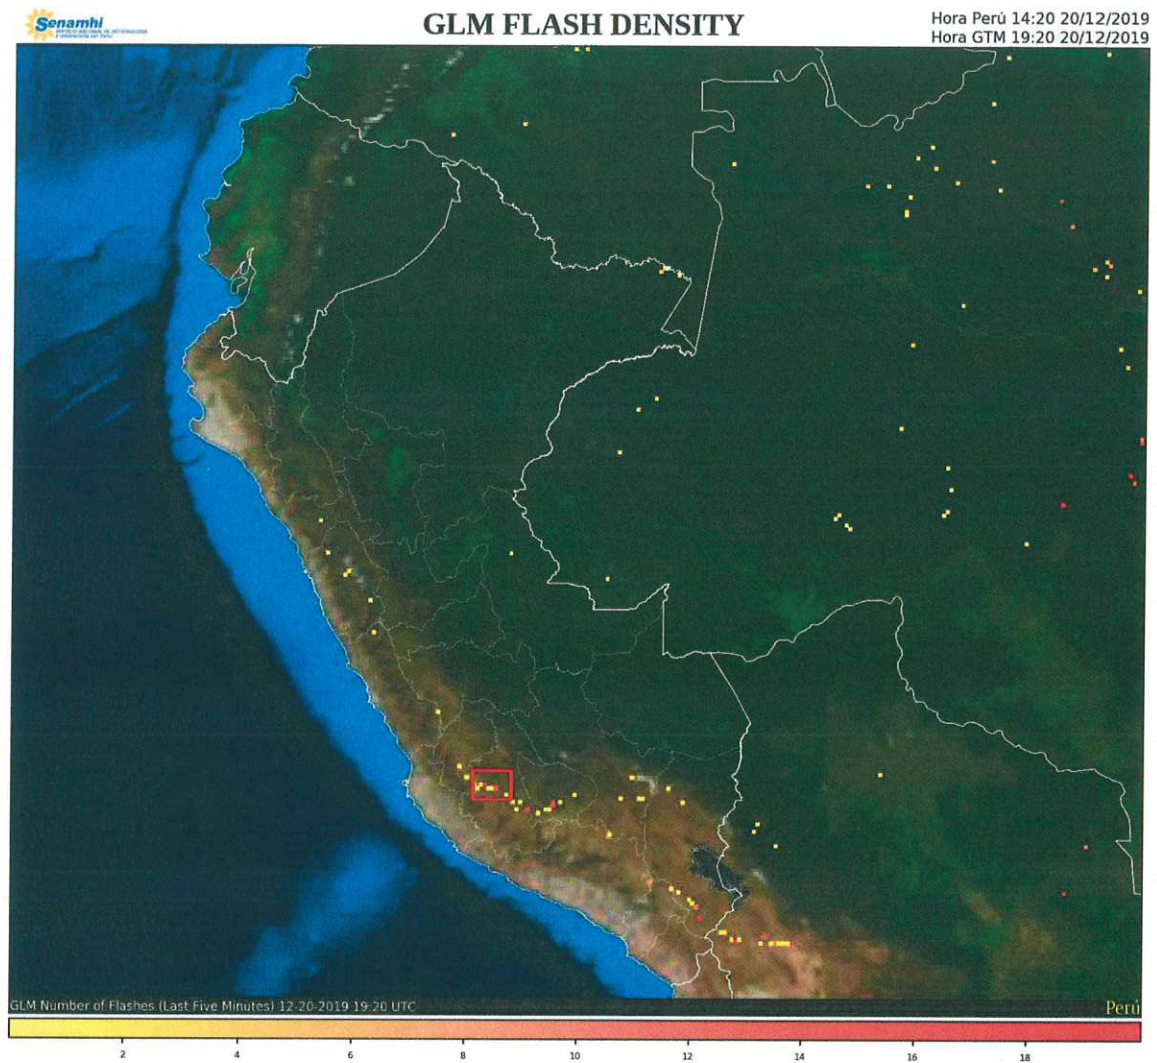 Senamhi
GLM FLASH DENSITY
Hora Perú 14:20 20/12/2019
Hora GTM 19:20 20/12/2019
GLM Number of Flashes (Last Five Minutes) 12-20-2019 19:20 UTC
Perú
2 4 6 8 10 12 14 16 18